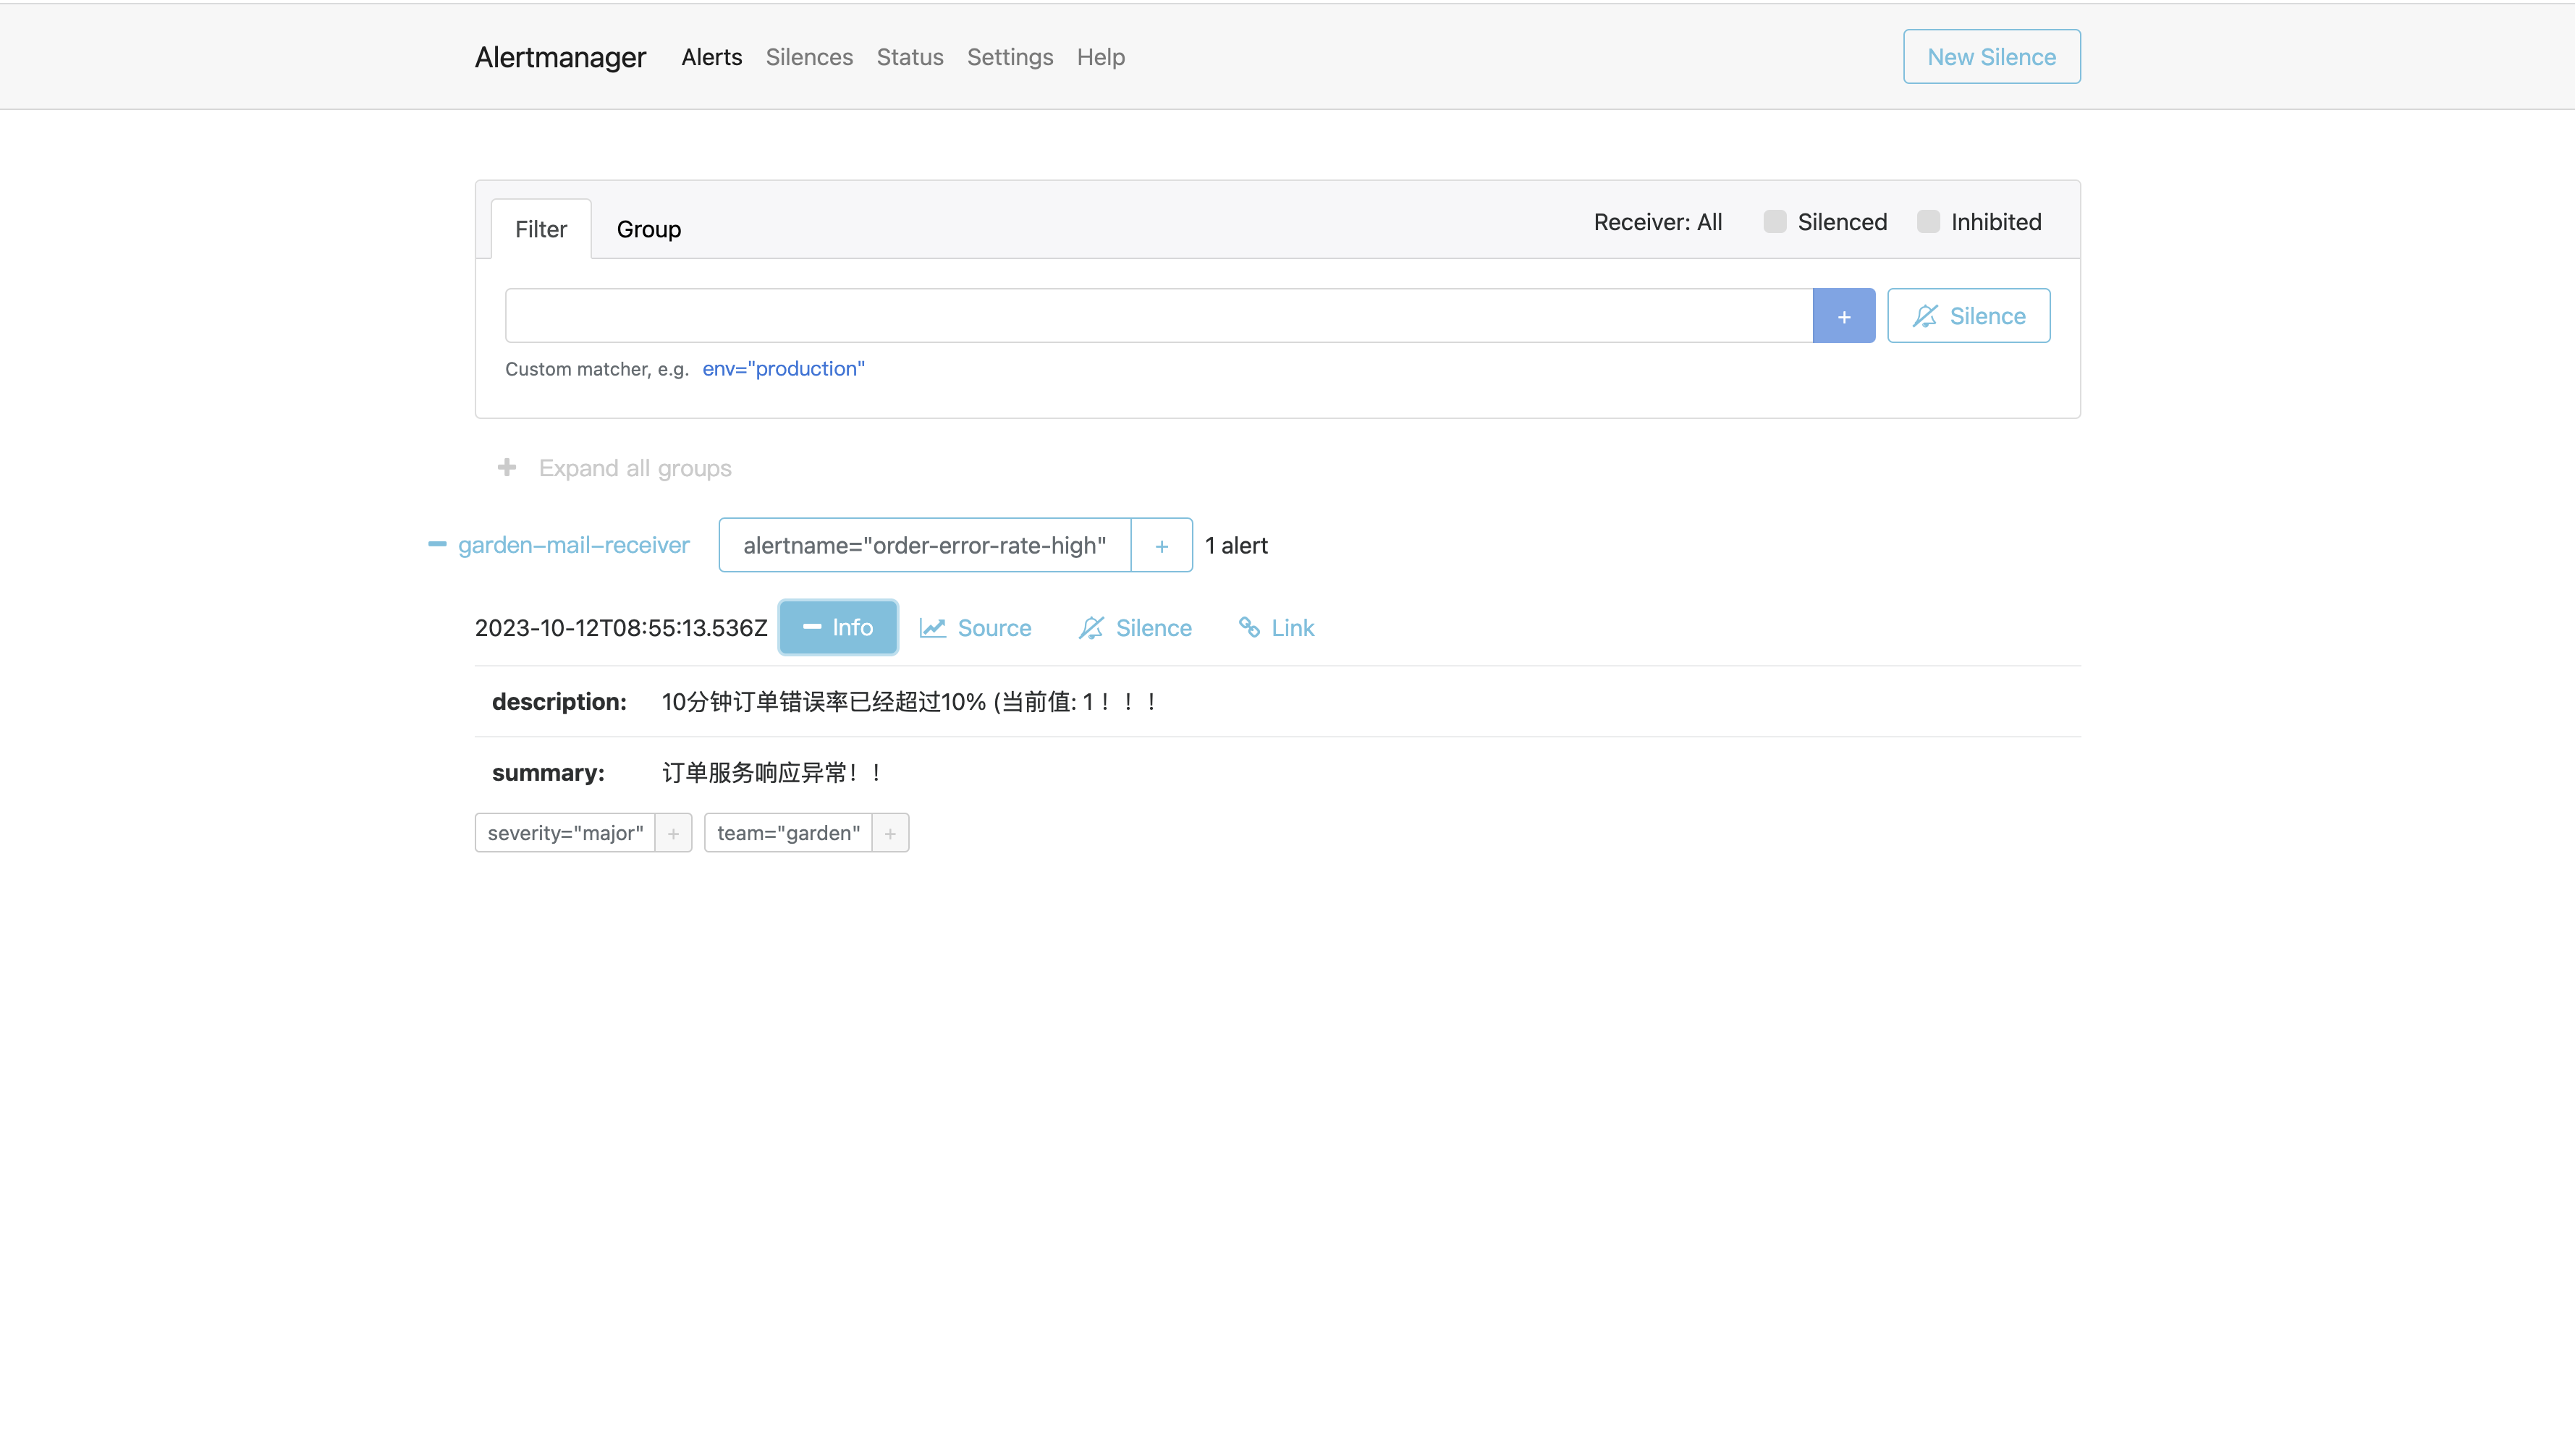 Alertmanager Alerts Silences Status Settings Help New Silence
Filter Group Receiver: All Silenced Inhibited
+ Silence
Custom matcher, e.g. env="production"
+ Expand all groups
− garden-mail-receiver alertname="order-error-rate-high" + 1 alert
2023-10-12T08:55:13.536Z − Info Source Silence Link
description: 10分钟订单错误率已经超过10% (当前值: 1！！！
summary: 订单服务响应异常！！
severity="major" + team="garden" +